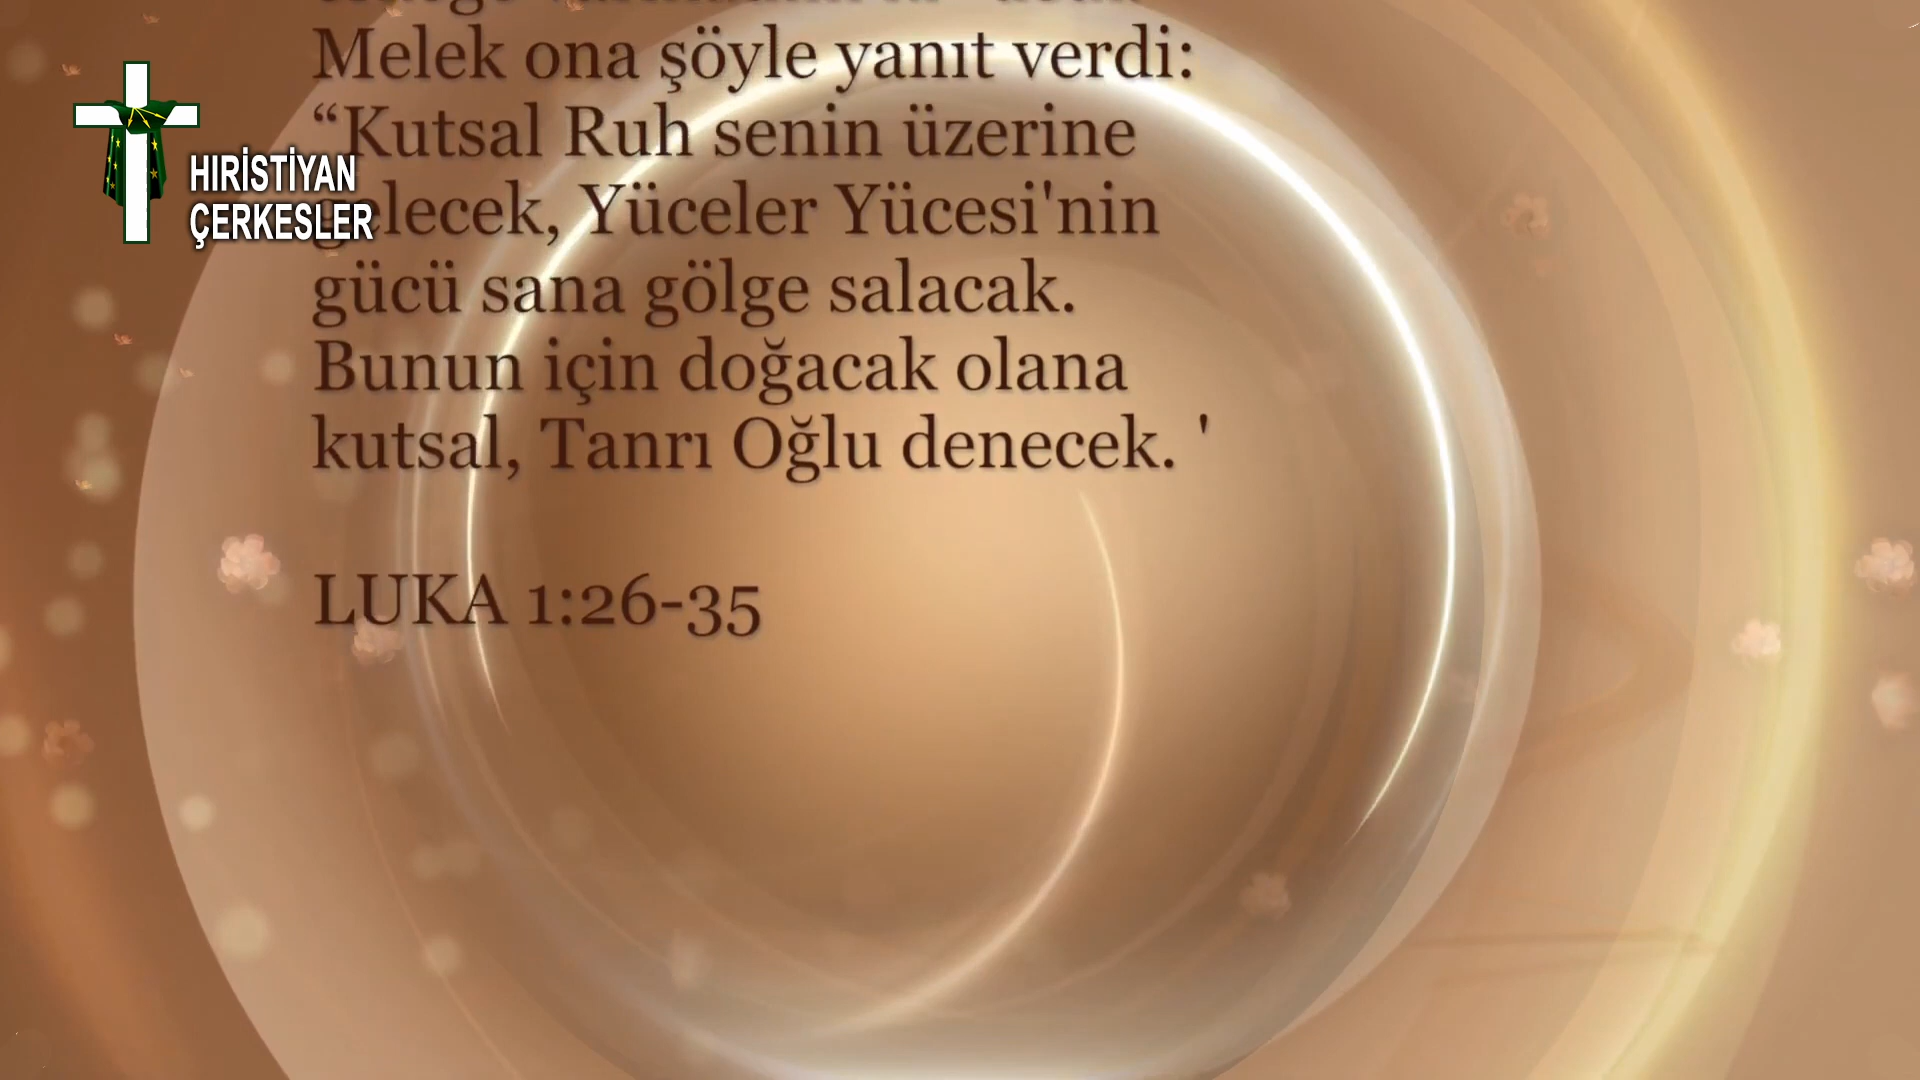 Melek ona şöyle yanıt verdi:
“Kutsal Ruh senin üzerine
gelecek, Yüceler Yücesi'nin
gücü sana gölge salacak.
Bunun için doğacak olana
kutsal, Tanrı Oğlu denecek. '
LUKA 1:26-35
HIRİSTİYAN
ÇERKESLER